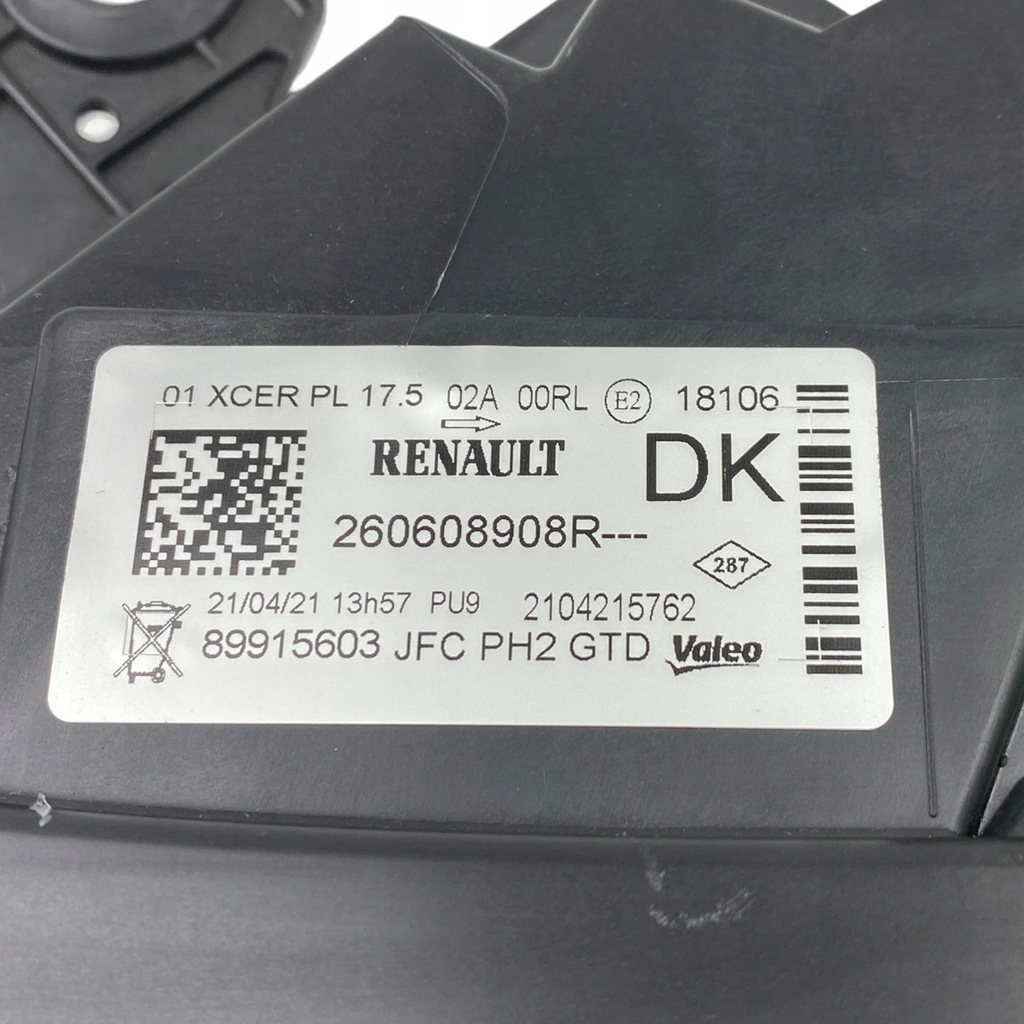 01 XCER PL 17.5 02A 00RL E2 18106
RENAULT DK
260608908R---
287
21/04/21 13h57 PU9 2104215762
89915603 JFC PH2 GTD Valeo